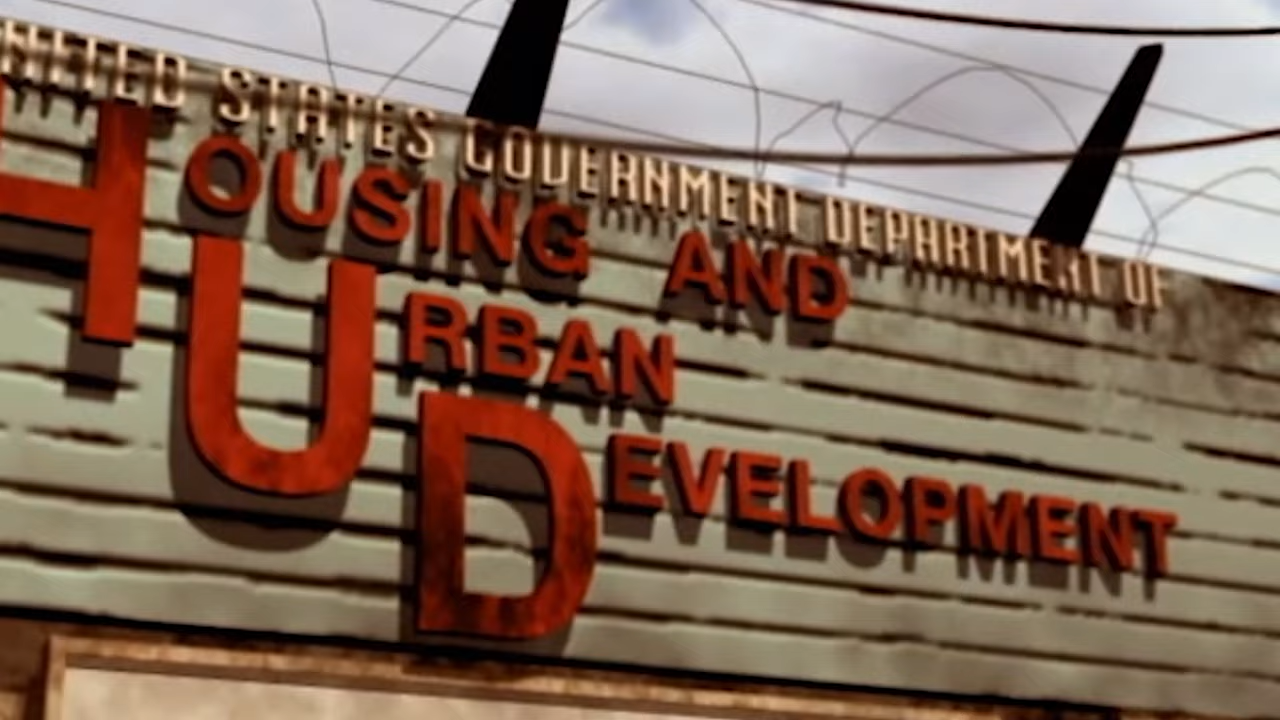 NITED STATES GOVERNMENT DEPARTMENT OF
HOUSING AND
URBAN
DEVELOPMENT